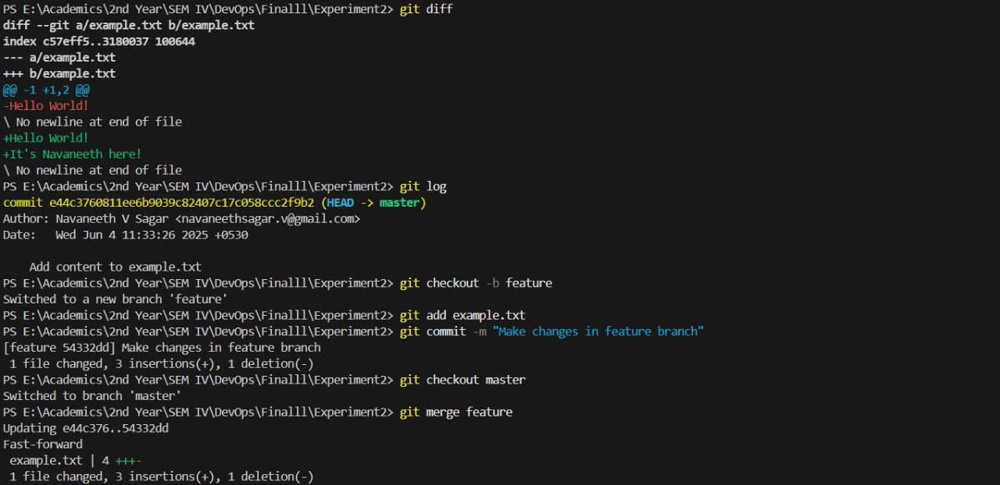 PS E:\Academics\2nd Year\SEM IV\DevOps\Finalll\Experiment2> git diff
diff --git a/example.txt b/example.txt
index c57eff5..3180037 100644
--- a/example.txt
+++ b/example.txt
@@ -1 +1,2 @@
-Hello World!
\ No newline at end of file
+Hello World!
+It's Navaneeth here!
\ No newline at end of file
PS E:\Academics\2nd Year\SEM IV\DevOps\Finalll\Experiment2> git log
commit e44c3760811ee6b9039c82407c17c058ccc2f9b2 (HEAD -> master)
Author: Navaneeth V Sagar <navaneethsagar.v@gmail.com>
Date:   Wed Jun 4 11:33:26 2025 +0530

    Add content to example.txt
PS E:\Academics\2nd Year\SEM IV\DevOps\Finalll\Experiment2> git checkout -b feature
Switched to a new branch 'feature'
PS E:\Academics\2nd Year\SEM IV\DevOps\Finalll\Experiment2> git add example.txt
PS E:\Academics\2nd Year\SEM IV\DevOps\Finalll\Experiment2> git commit -m "Make changes in feature branch"
[feature 54332dd] Make changes in feature branch
 1 file changed, 3 insertions(+), 1 deletion(-)
PS E:\Academics\2nd Year\SEM IV\DevOps\Finalll\Experiment2> git checkout master
Switched to branch 'master'
PS E:\Academics\2nd Year\SEM IV\DevOps\Finalll\Experiment2> git merge feature
Updating e44c376..54332dd
Fast-forward
 example.txt | 4 +++-
 1 file changed, 3 insertions(+), 1 deletion(-)